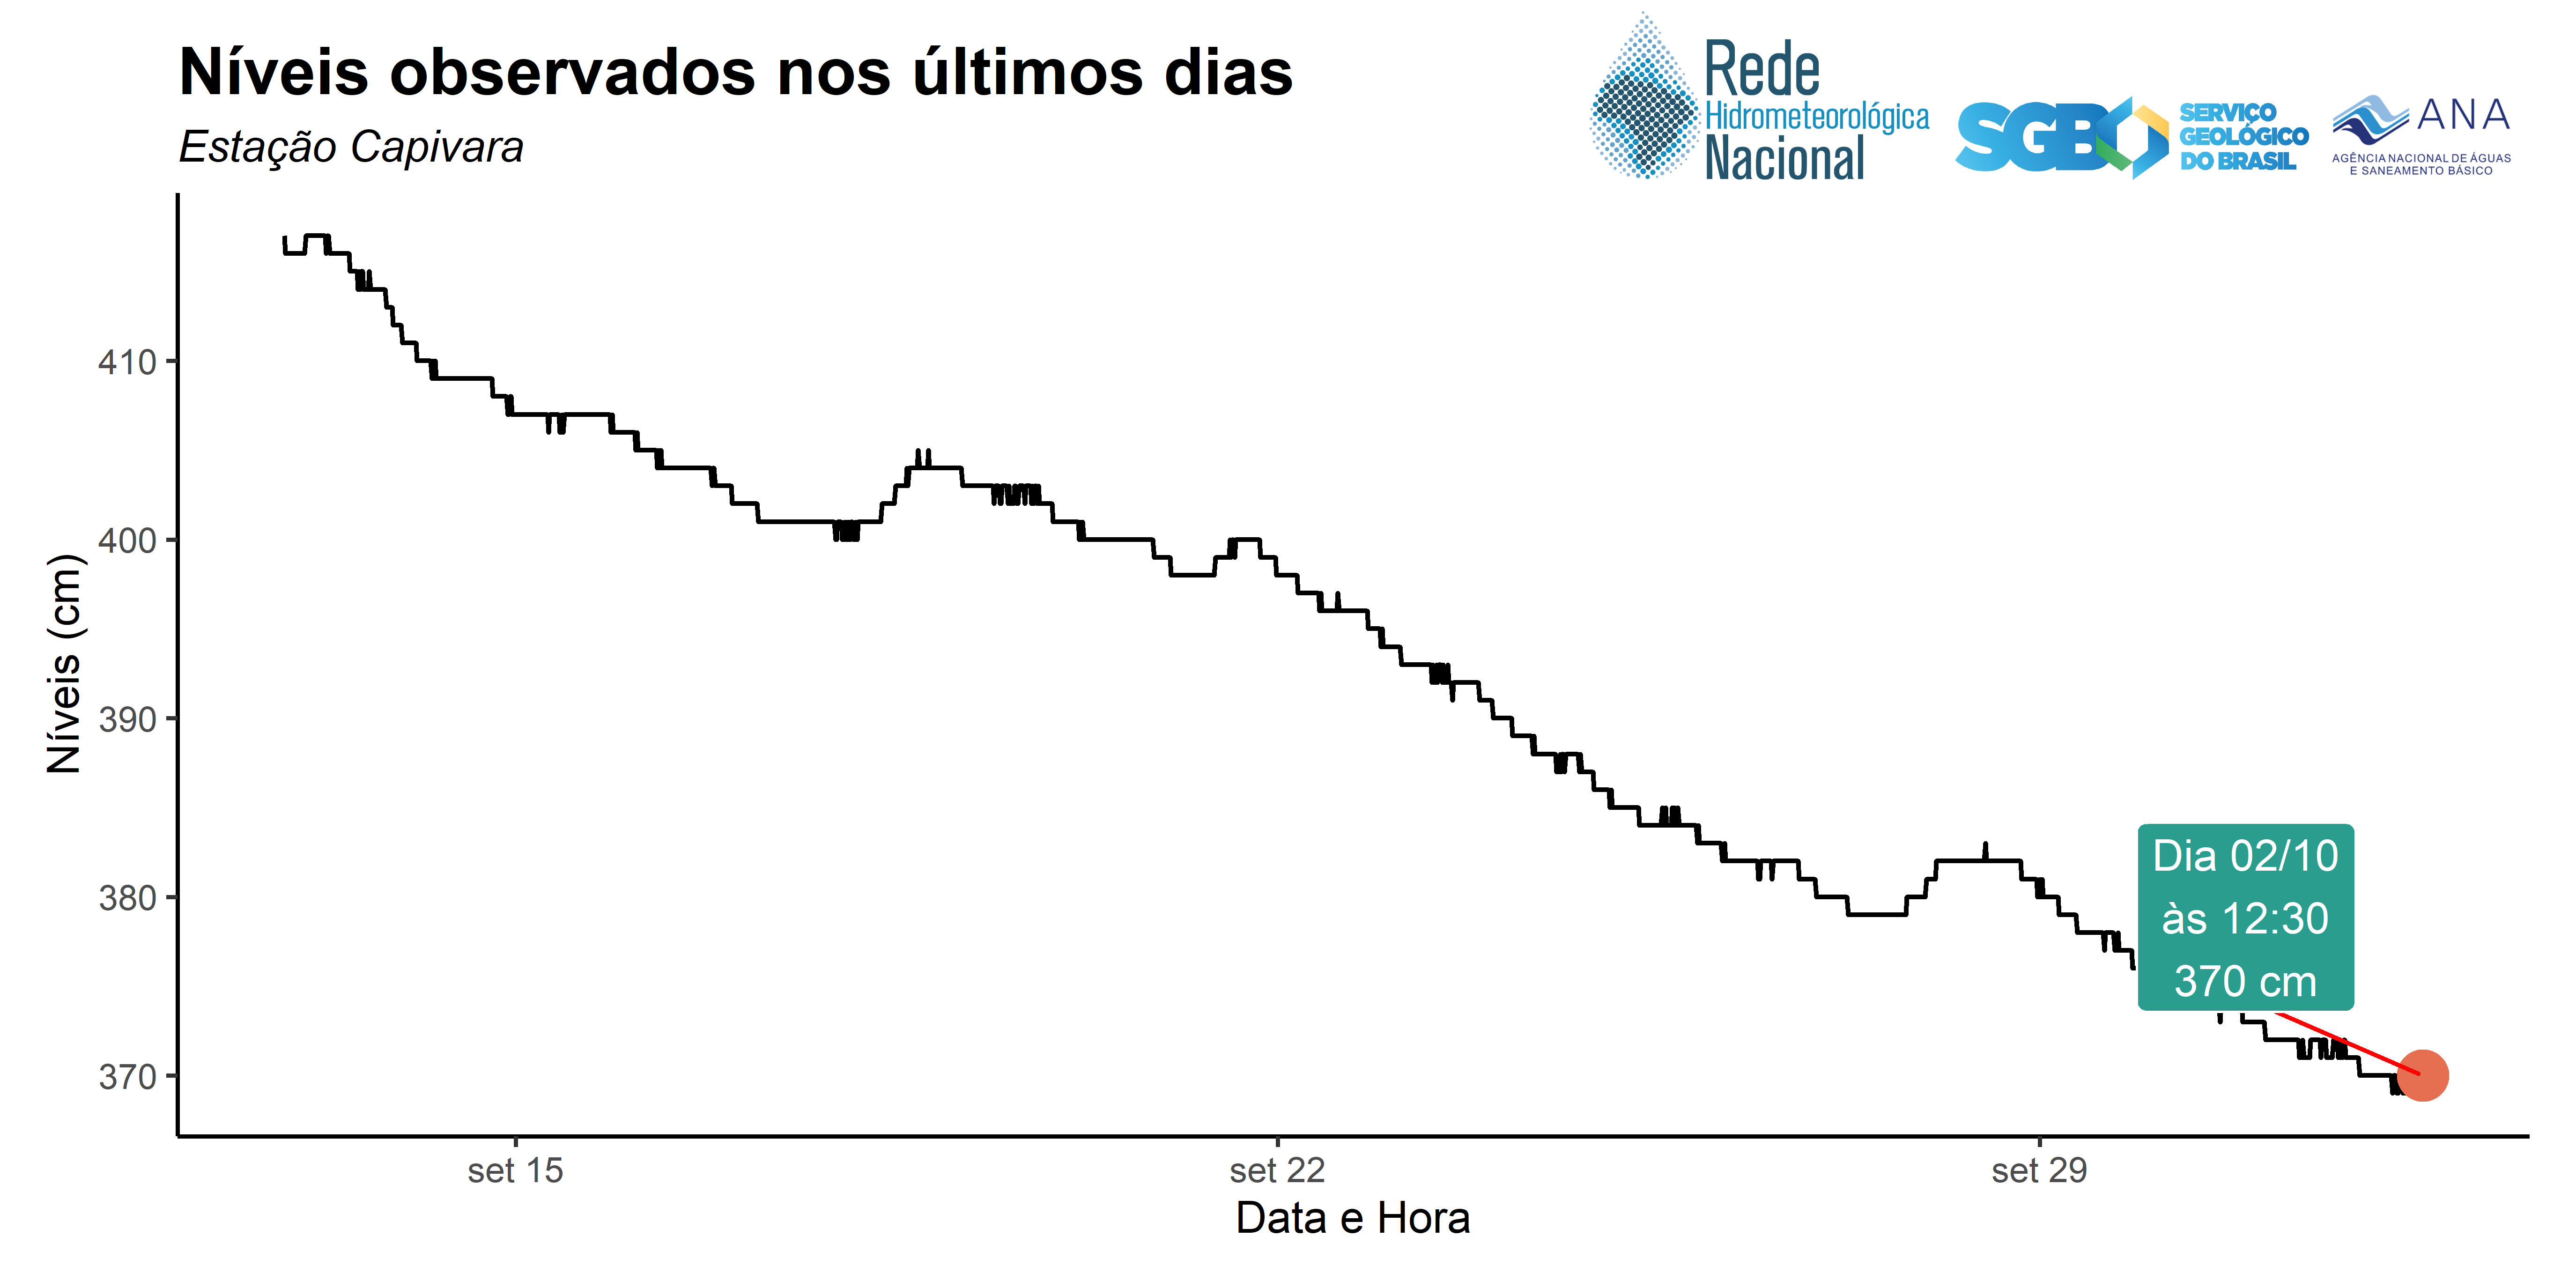 Níveis observados nos últimos dias
Estação Capivara
Rede
Hidrometeorológica
Nacional
SGB
SERVIÇO
GEOLÓGICO
DO BRASIL
ANA
AGÊNCIA NACIONAL DE ÁGUAS
E SANEAMENTO BÁSICO
Níveis (cm)
410
400
390
380
370
Dia 02/10
às 12:30
370 cm
set 15
set 22
set 29
Data e Hora